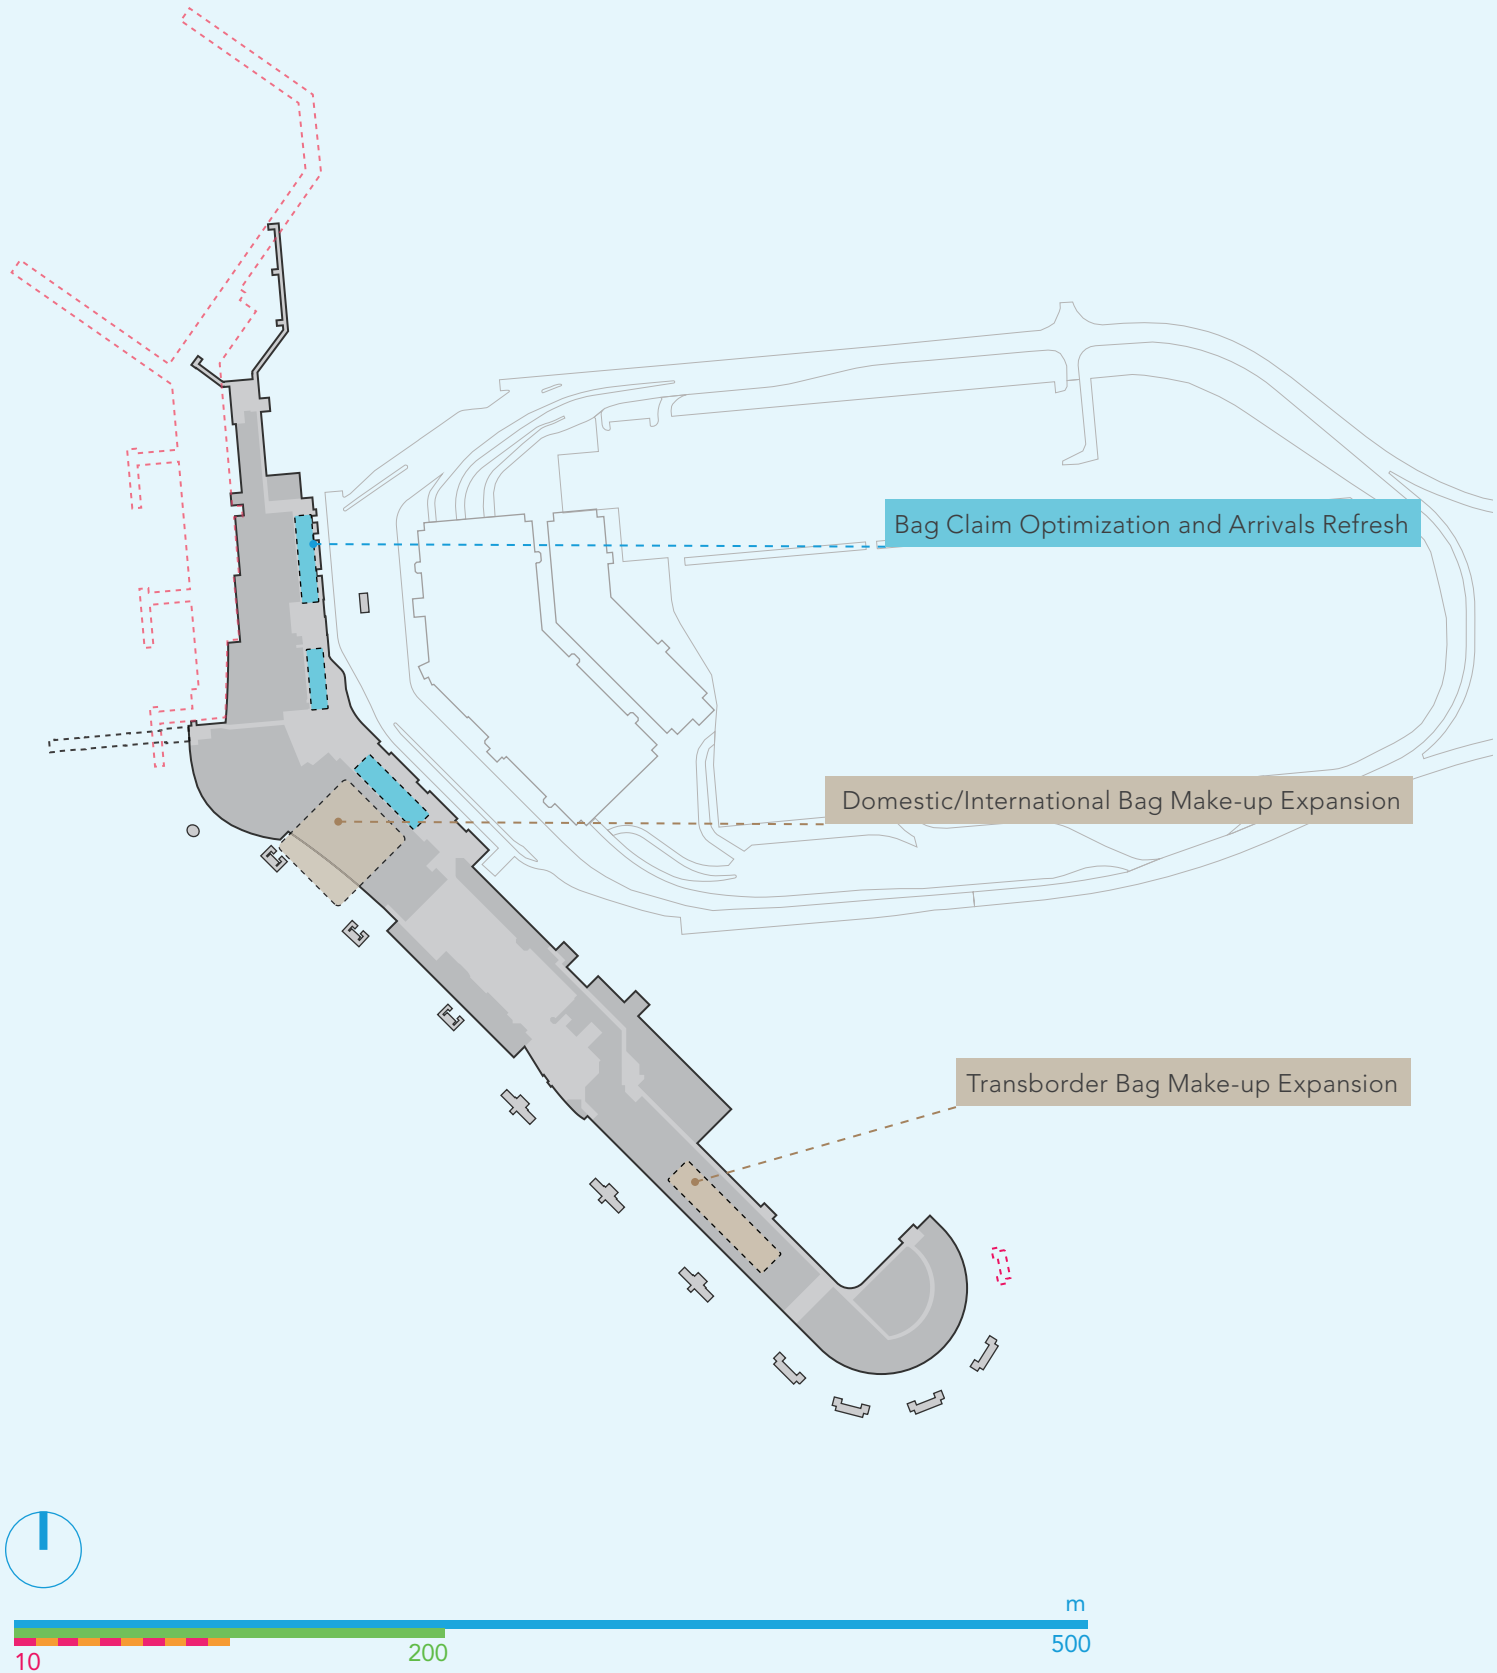 Bag Claim Optimization and Arrivals Refresh
Domestic/International Bag Make-up Expansion
Transborder Bag Make-up Expansion
m
500
200
10